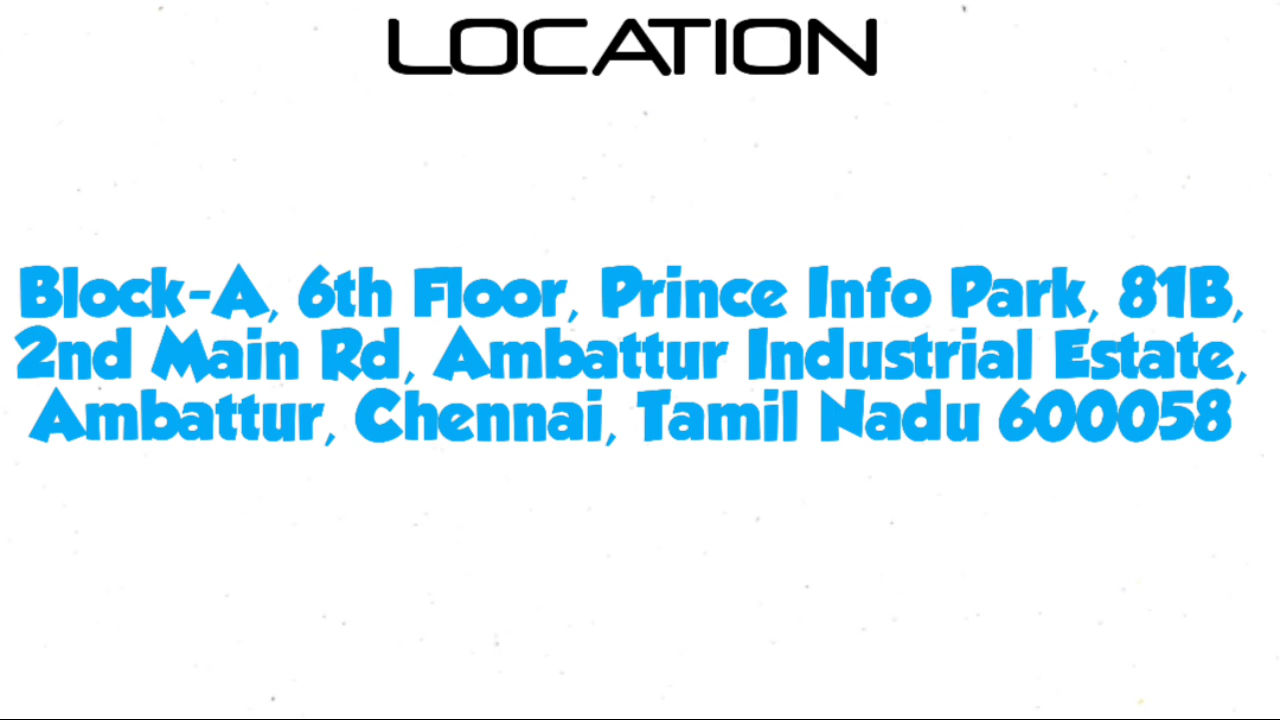 LOCATION
Block-A, 6th Floor, Prince Info Park, 81B,
2nd Main Rd, Ambattur Industrial Estate,
Ambattur, Chennai, Tamil Nadu 600058